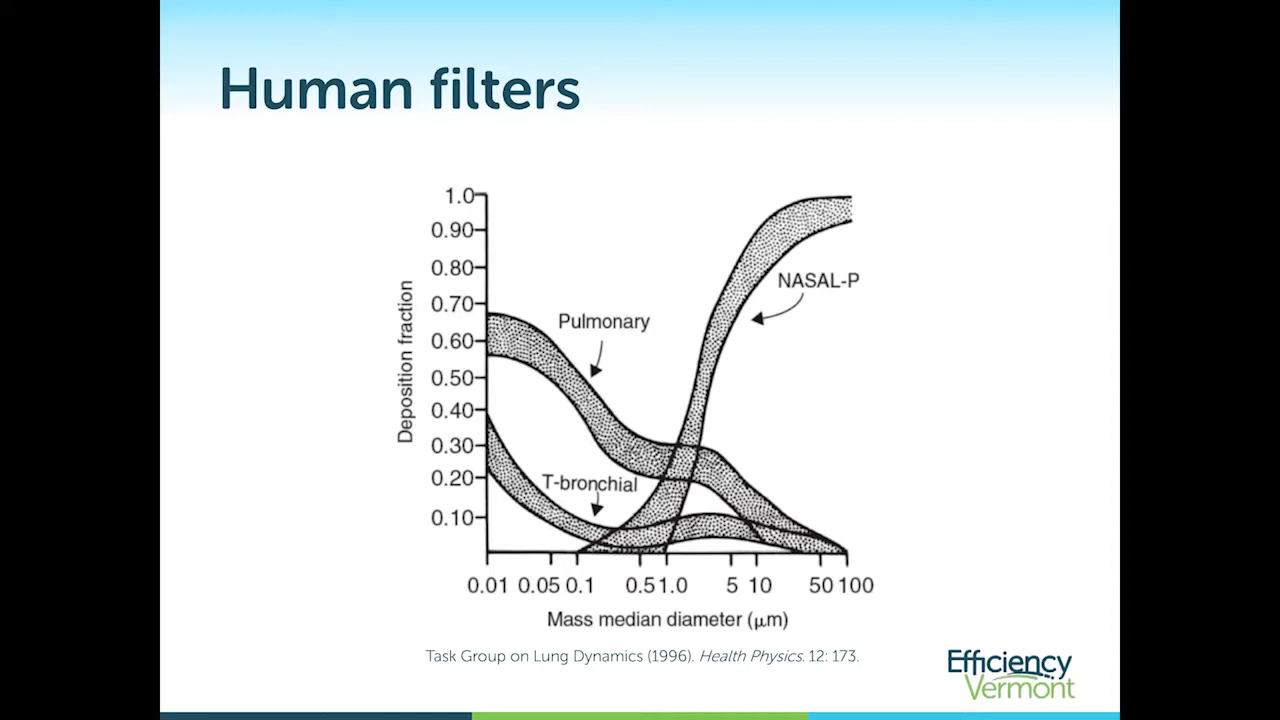 Human filters
1.0
0.90
0.80
0.70
0.60
0.50
0.40
0.30
0.20
0.10
Deposition fraction
Pulmonary
NASAL-P
T-bronchial
0.01 0.05 0.1 0.5 1.0 5 10 50 100
Mass median diameter (μm)
Task Group on Lung Dynamics (1996). Health Physics. 12: 173.
Efficiency
Vermont